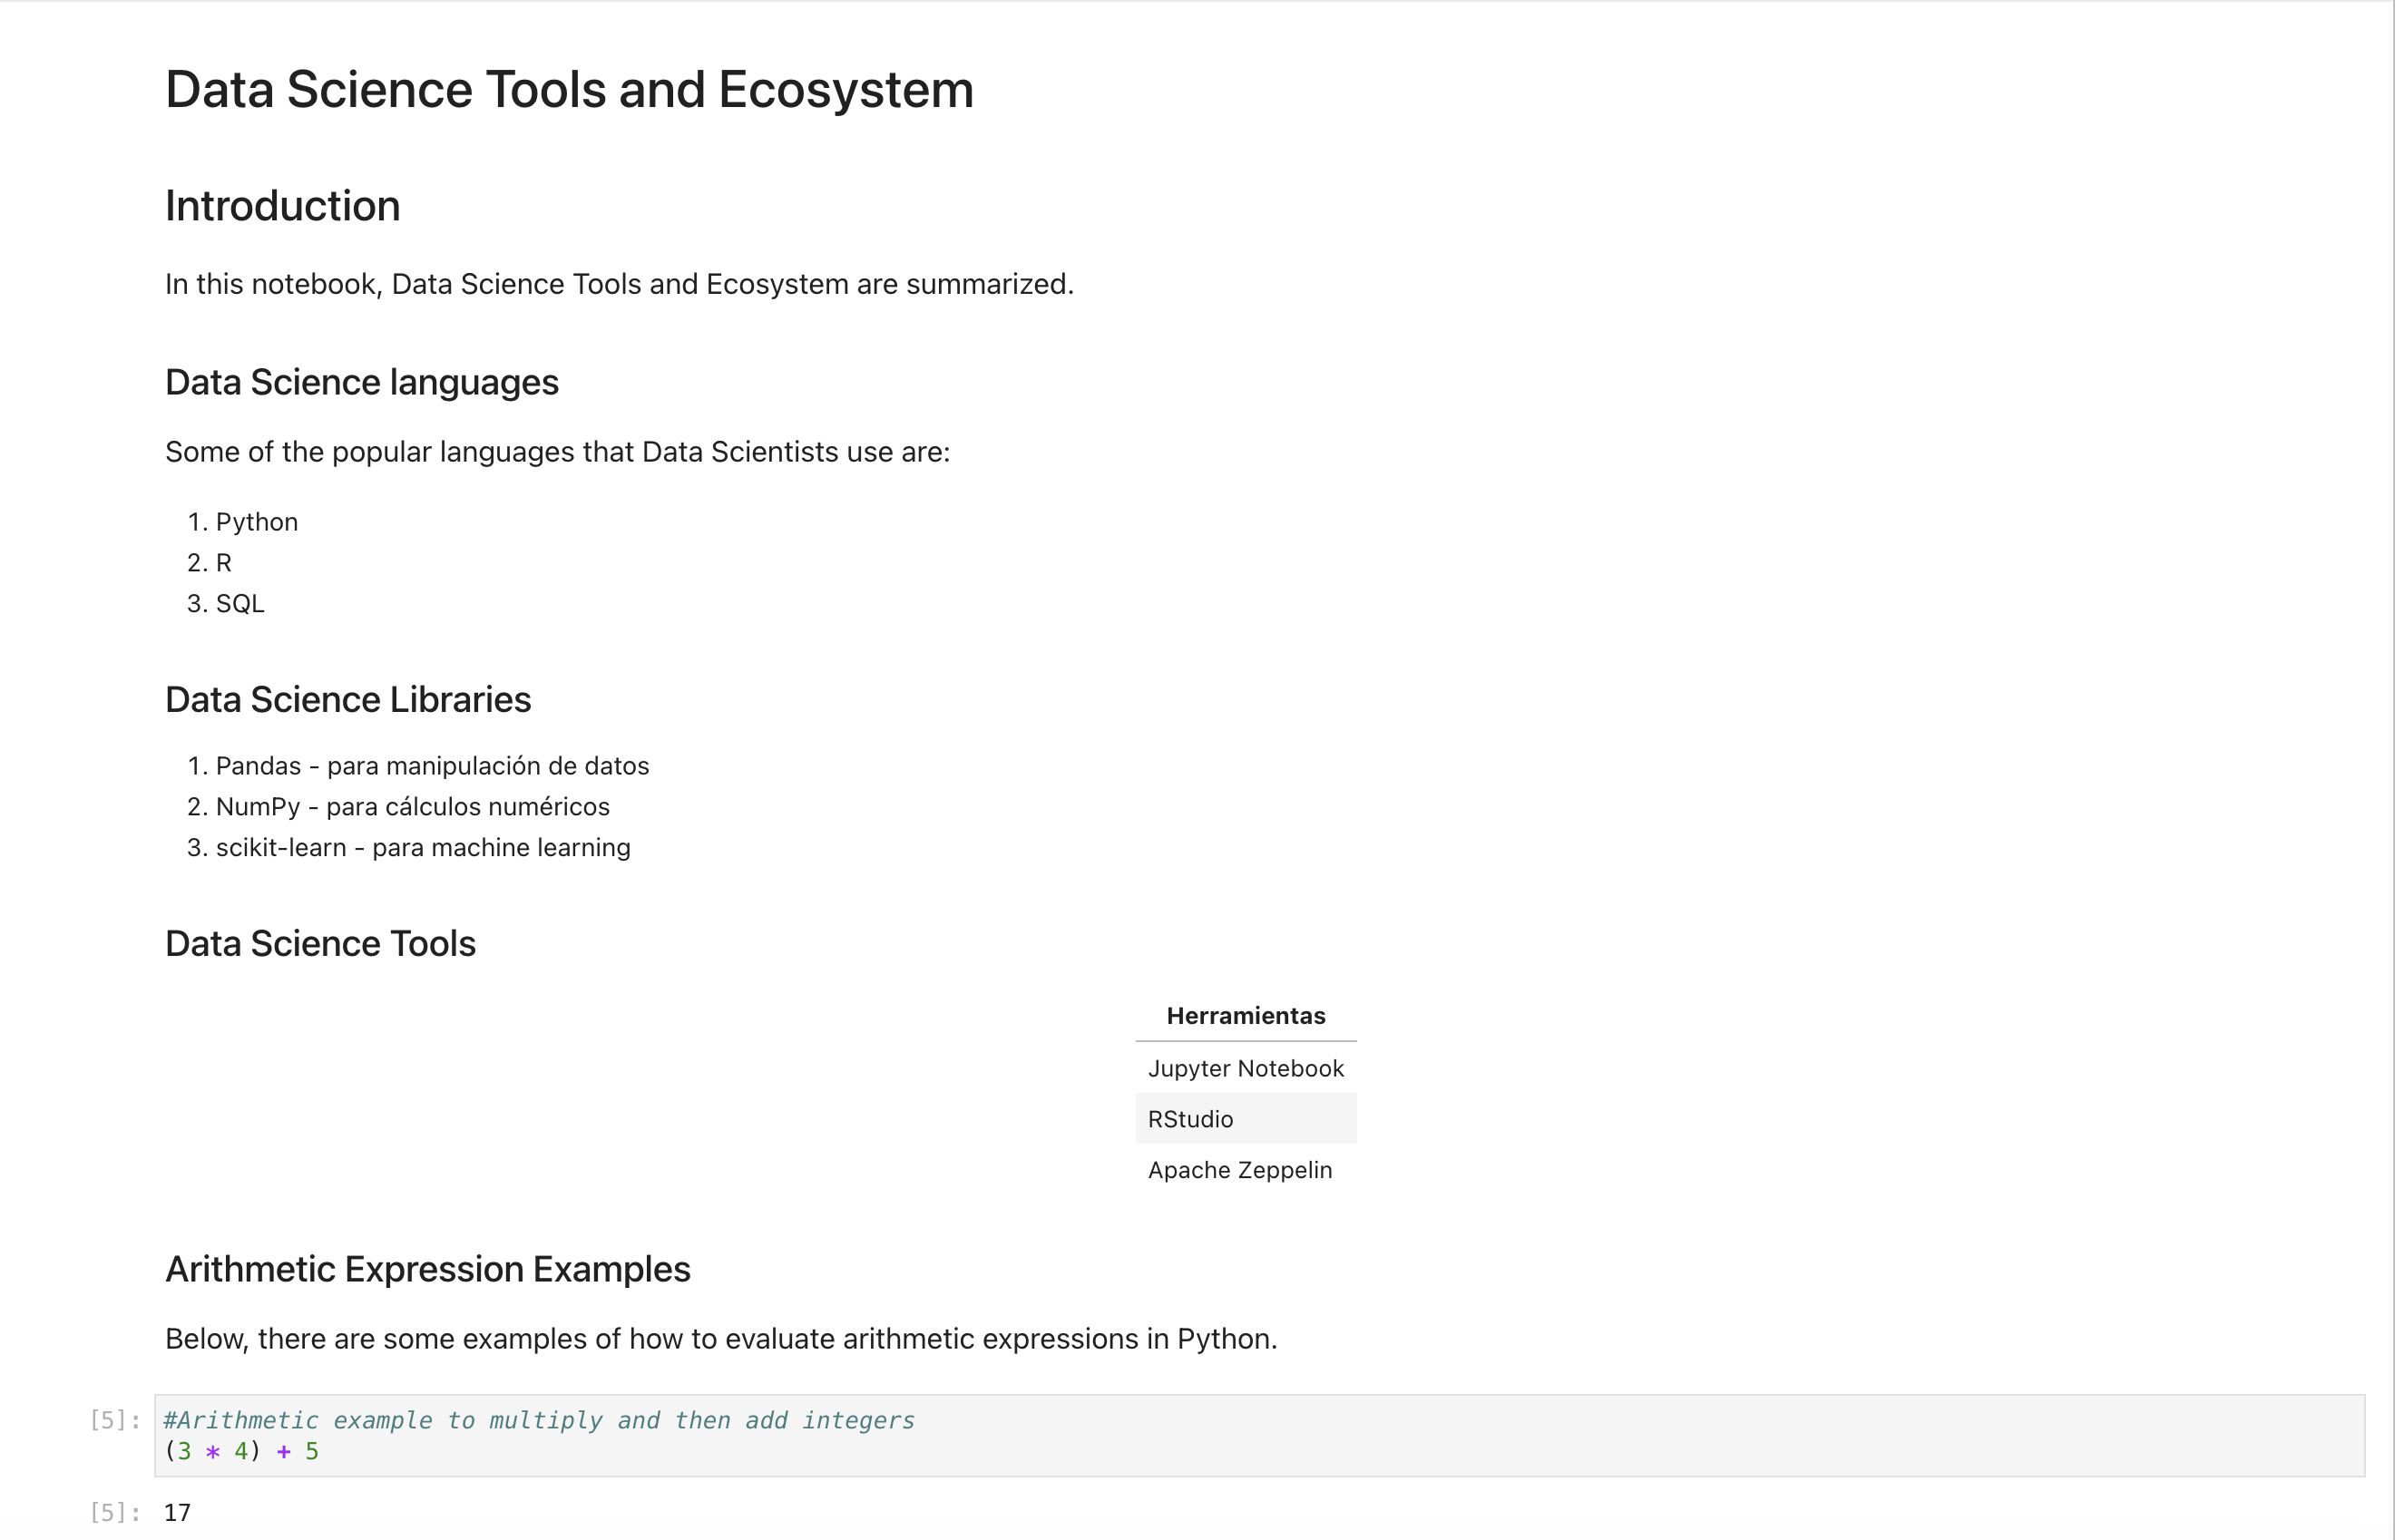 Data Science Tools and Ecosystem
Introduction
In this notebook, Data Science Tools and Ecosystem are summarized.
Data Science languages
Some of the popular languages that Data Scientists use are:
1. Python
2. R
3. SQL
Data Science Libraries
1. Pandas - para manipulación de datos
2. NumPy - para cálculos numéricos
3. scikit-learn - para machine learning
Data Science Tools
Herramientas
Jupyter Notebook
RStudio
Apache Zeppelin
Arithmetic Expression Examples
Below, there are some examples of how to evaluate arithmetic expressions in Python.
[5]: #Arithmetic example to multiply and then add integers
(3 * 4) + 5
[5]: 17